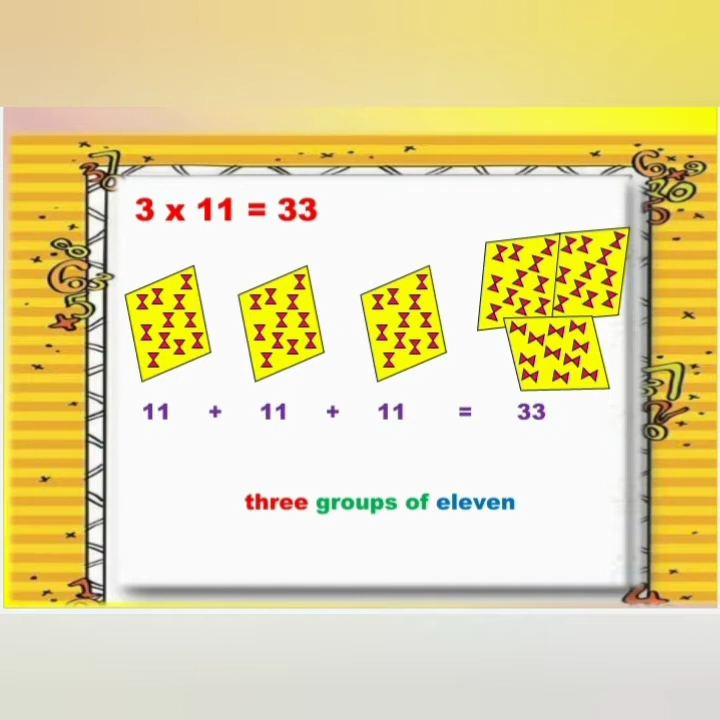 3 x 11 = 33
11 + 11 + 11 = 33
three groups of eleven